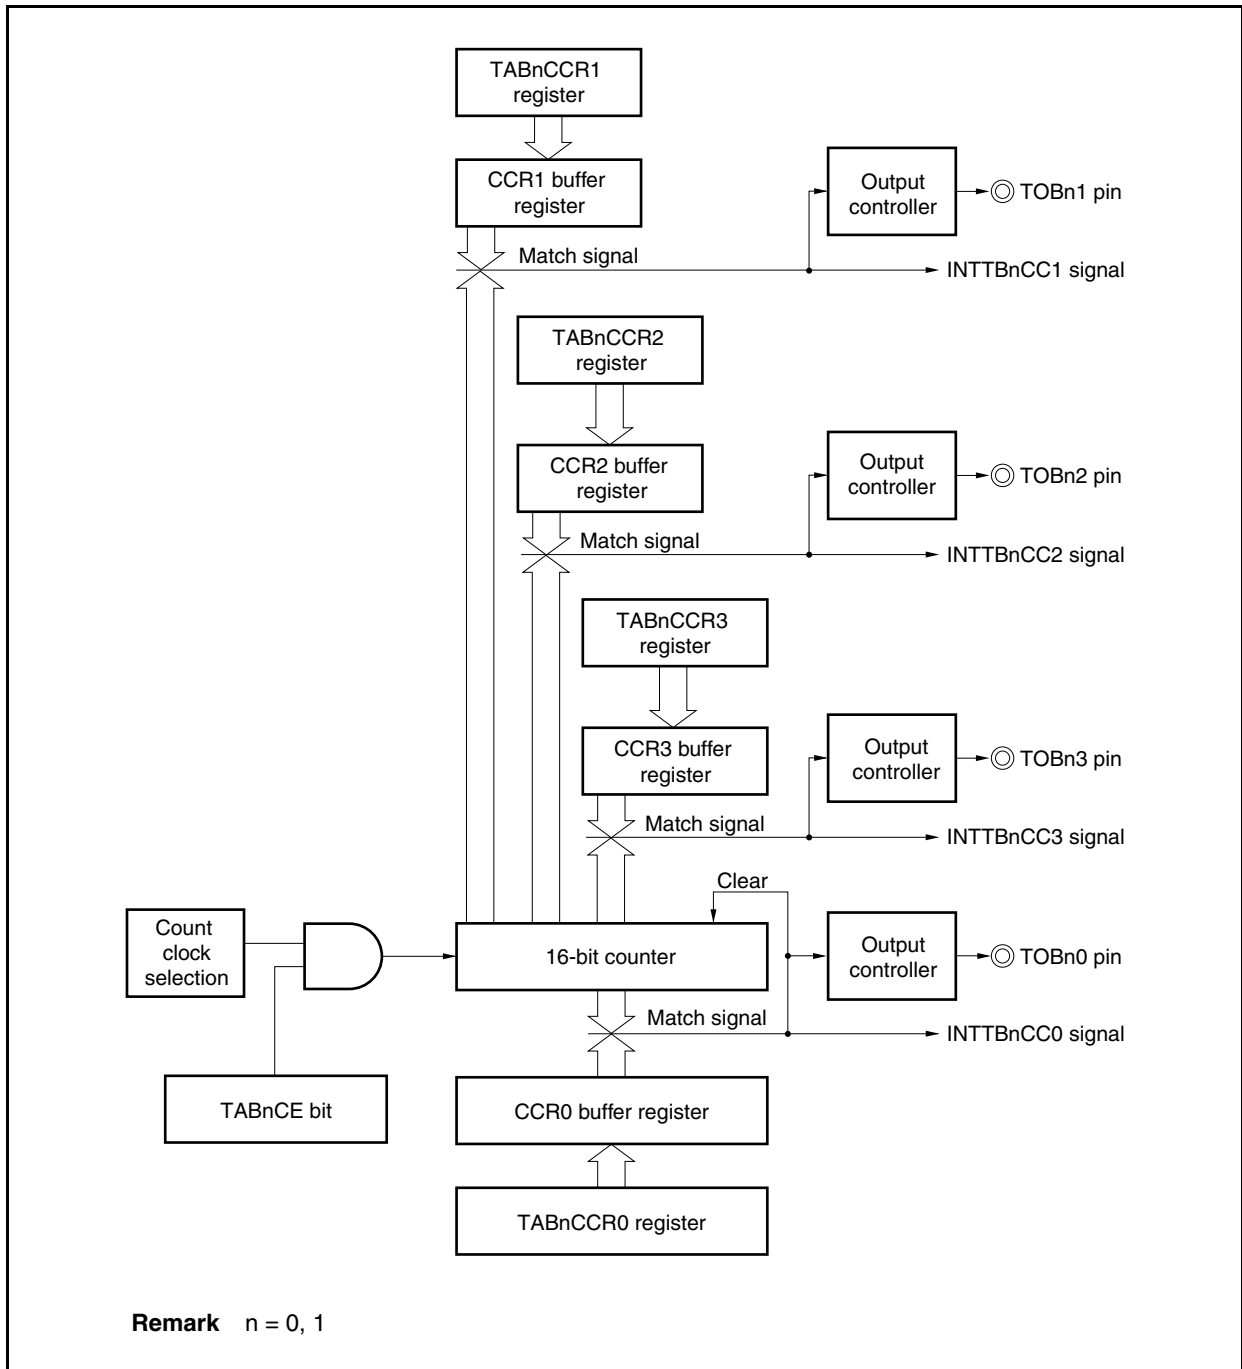 TABnCCR1
register
CCR1 buffer
register
Match signal
Output
controller
TOBn1 pin
INTTBnCC1 signal
TABnCCR2
register
CCR2 buffer
register
Match signal
Output
controller
TOBn2 pin
INTTBnCC2 signal
TABnCCR3
register
CCR3 buffer
register
Match signal
Output
controller
TOBn3 pin
INTTBnCC3 signal
Clear
Count
clock
selection
16-bit counter
Output
controller
TOBn0 pin
Match signal
INTTBnCC0 signal
TABnCE bit
CCR0 buffer register
TABnCCR0 register
Remark n = 0, 1